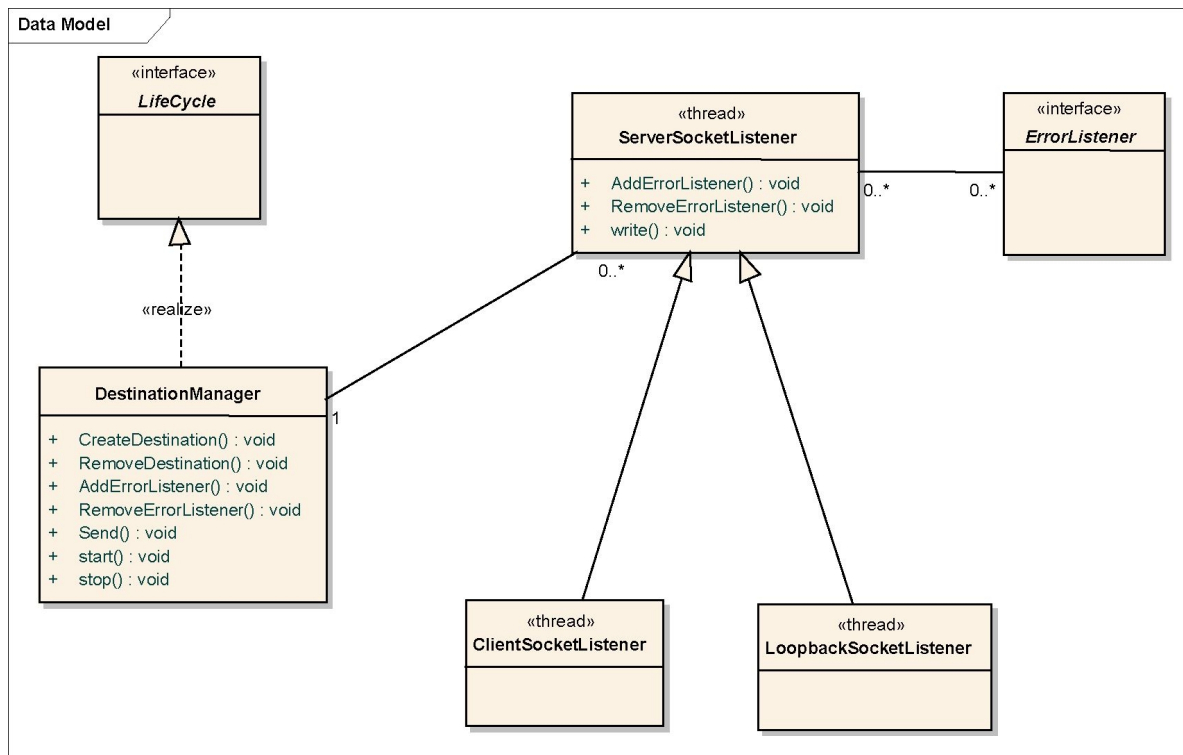 Data Model
«interface»
LifeCycle
«thread»
ServerSocketListener
+ AddErrorListener() : void
+ RemoveErrorListener() : void
+ write() : void
«interface»
ErrorListener
0..*
0..*
0..*
«realize»
DestinationManager
+ CreateDestination() : void
+ RemoveDestination() : void
+ AddErrorListener() : void
+ RemoveErrorListener() : void
+ Send() : void
+ start() : void
+ stop() : void
1
«thread»
ClientSocketListener
«thread»
LoopbackSocketListener